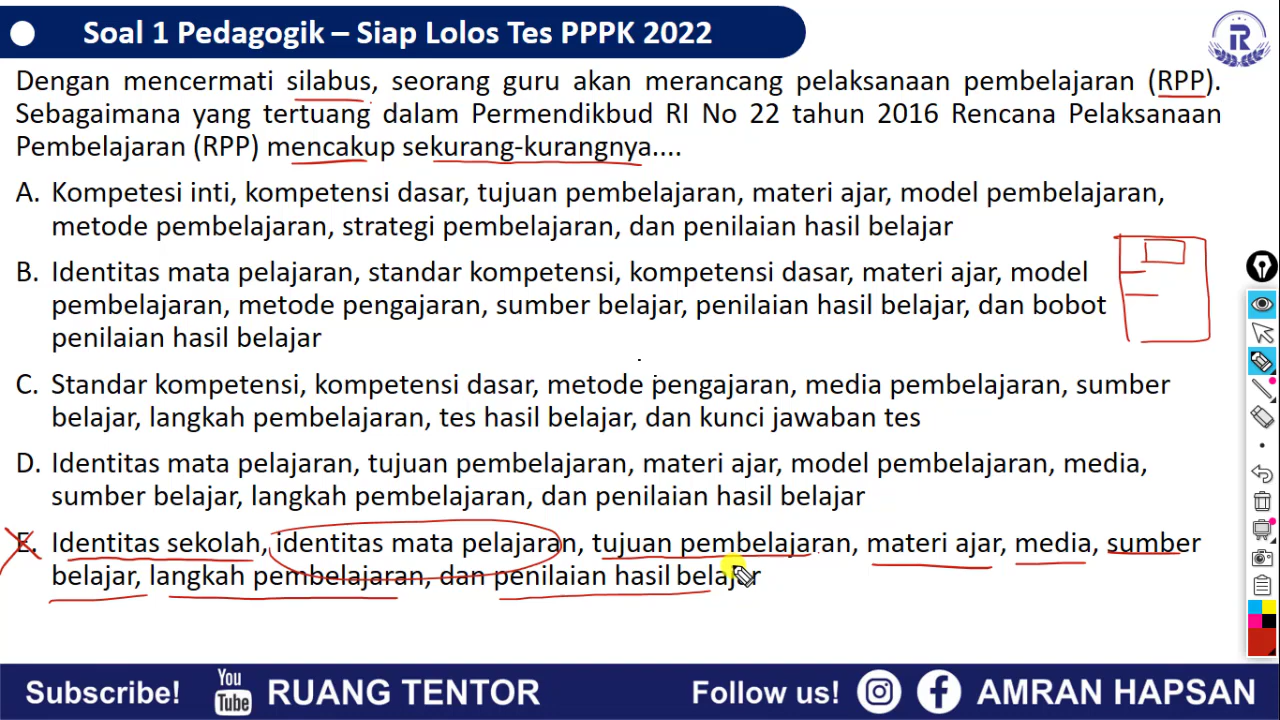 Soal 1 Pedagogik – Siap Lolos Tes PPPK 2022
Dengan mencermati silabus, seorang guru akan merancang pelaksanaan pembelajaran (RPP).
Sebagaimana yang tertuang dalam Permendikbud RI No 22 tahun 2016 Rencana Pelaksanaan
Pembelajaran (RPP) mencakup sekurang-kurangnya....
A. Kompetesi inti, kompetensi dasar, tujuan pembelajaran, materi ajar, model pembelajaran,
metode pembelajaran, strategi pembelajaran, dan penilaian hasil belajar
B. Identitas mata pelajaran, standar kompetensi, kompetensi dasar, materi ajar, model
pembelajaran, metode pengajaran, sumber belajar, penilaian hasil belajar, dan bobot
penilaian hasil belajar
C. Standar kompetensi, kompetensi dasar, metode pengajaran, media pembelajaran, sumber
belajar, langkah pembelajaran, tes hasil belajar, dan kunci jawaban tes
D. Identitas mata pelajaran, tujuan pembelajaran, materi ajar, model pembelajaran, media,
sumber belajar, langkah pembelajaran, dan penilaian hasil belajar
E. Identitas sekolah, identitas mata pelajaran, tujuan pembelajaran, materi ajar, media, sumber
belajar, langkah pembelajaran, dan penilaian hasil belajar
Subscribe! You Tube RUANG TENTOR Follow us! AMRAN HAPSAN